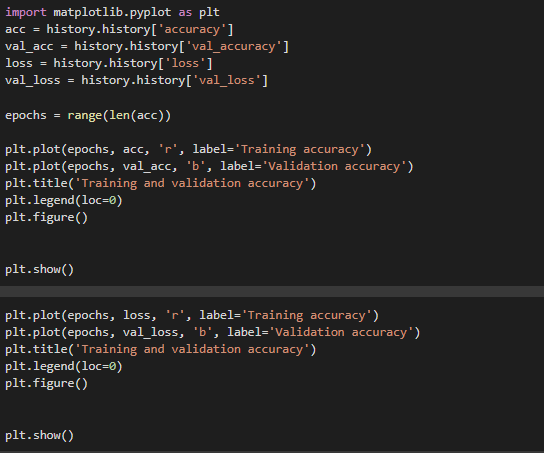 import matplotlib.pyplot as plt
acc = history.history['accuracy']
val_acc = history.history['val_accuracy']
loss = history.history['loss']
val_loss = history.history['val_loss']
epochs = range(len(acc))
plt.plot(epochs, acc, 'r', label='Training accuracy')
plt.plot(epochs, val_acc, 'b', label='Validation accuracy')
plt.title('Training and validation accuracy')
plt.legend(loc=0)
plt.figure()
plt.show()
plt.plot(epochs, loss, 'r', label='Training accuracy')
plt.plot(epochs, val_loss, 'b', label='Validation accuracy')
plt.title('Training and validation accuracy')
plt.legend(loc=0)
plt.figure()
plt.show()